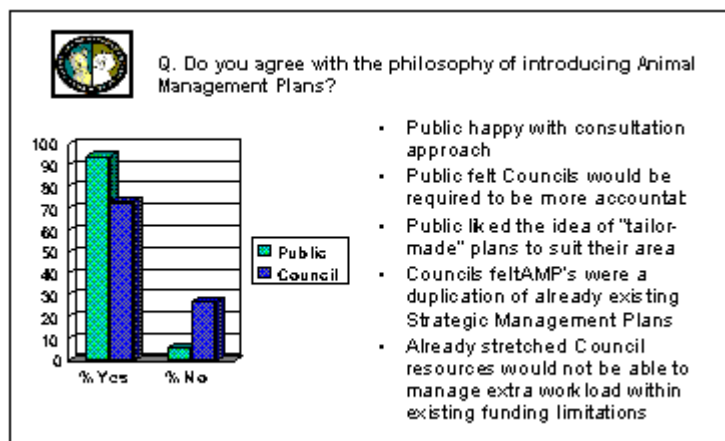 Q. Do you agree with the philosophy of introducing Animal
Management Plans?
100
90
80
70
60
50
40
30
20
10
0
% Yes
% No
Public
Council
• Public happy with consultation
approach
• Public felt Councils would be
required to be more accountat
• Public liked the idea of "tailor-
made" plans to suit their area
• Councils feltAMP's were a
duplication of already existing
Strategic Management Plans
• Already stretched Council
resources would not be able to
manage extra workload within
existing funding limitations